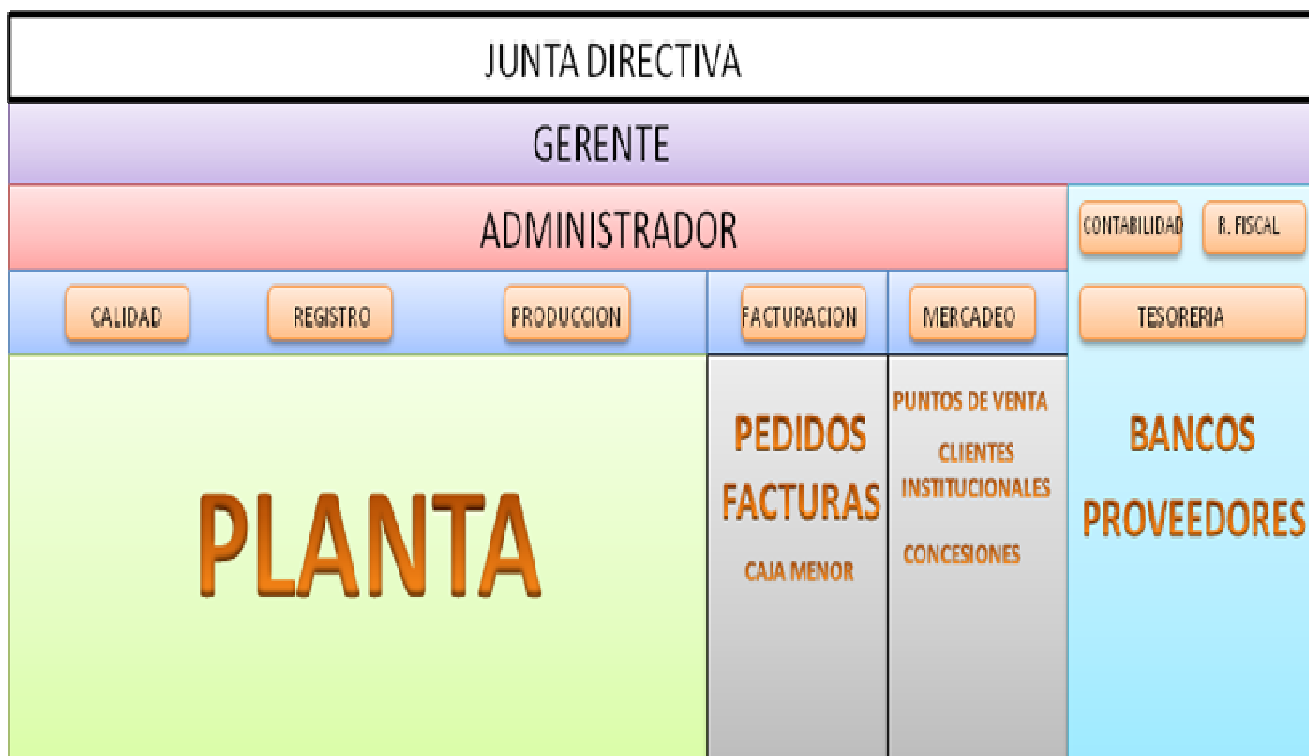 JUNTA DIRECTIVA
GERENTE
ADMINISTRADOR
CONTABILIDAD
R. FISCAL
CALIDAD
REGISTRO
PRODUCCION
FACTURACION
MERCADEO
TESORERIA
PLANTA
PEDIDOS
FACTURAS
CAJA MENOR
PUNTOS DE VENTA
CLIENTES
INSTITUCIONALES
CONCESIONES
BANCOS
PROVEEDORES